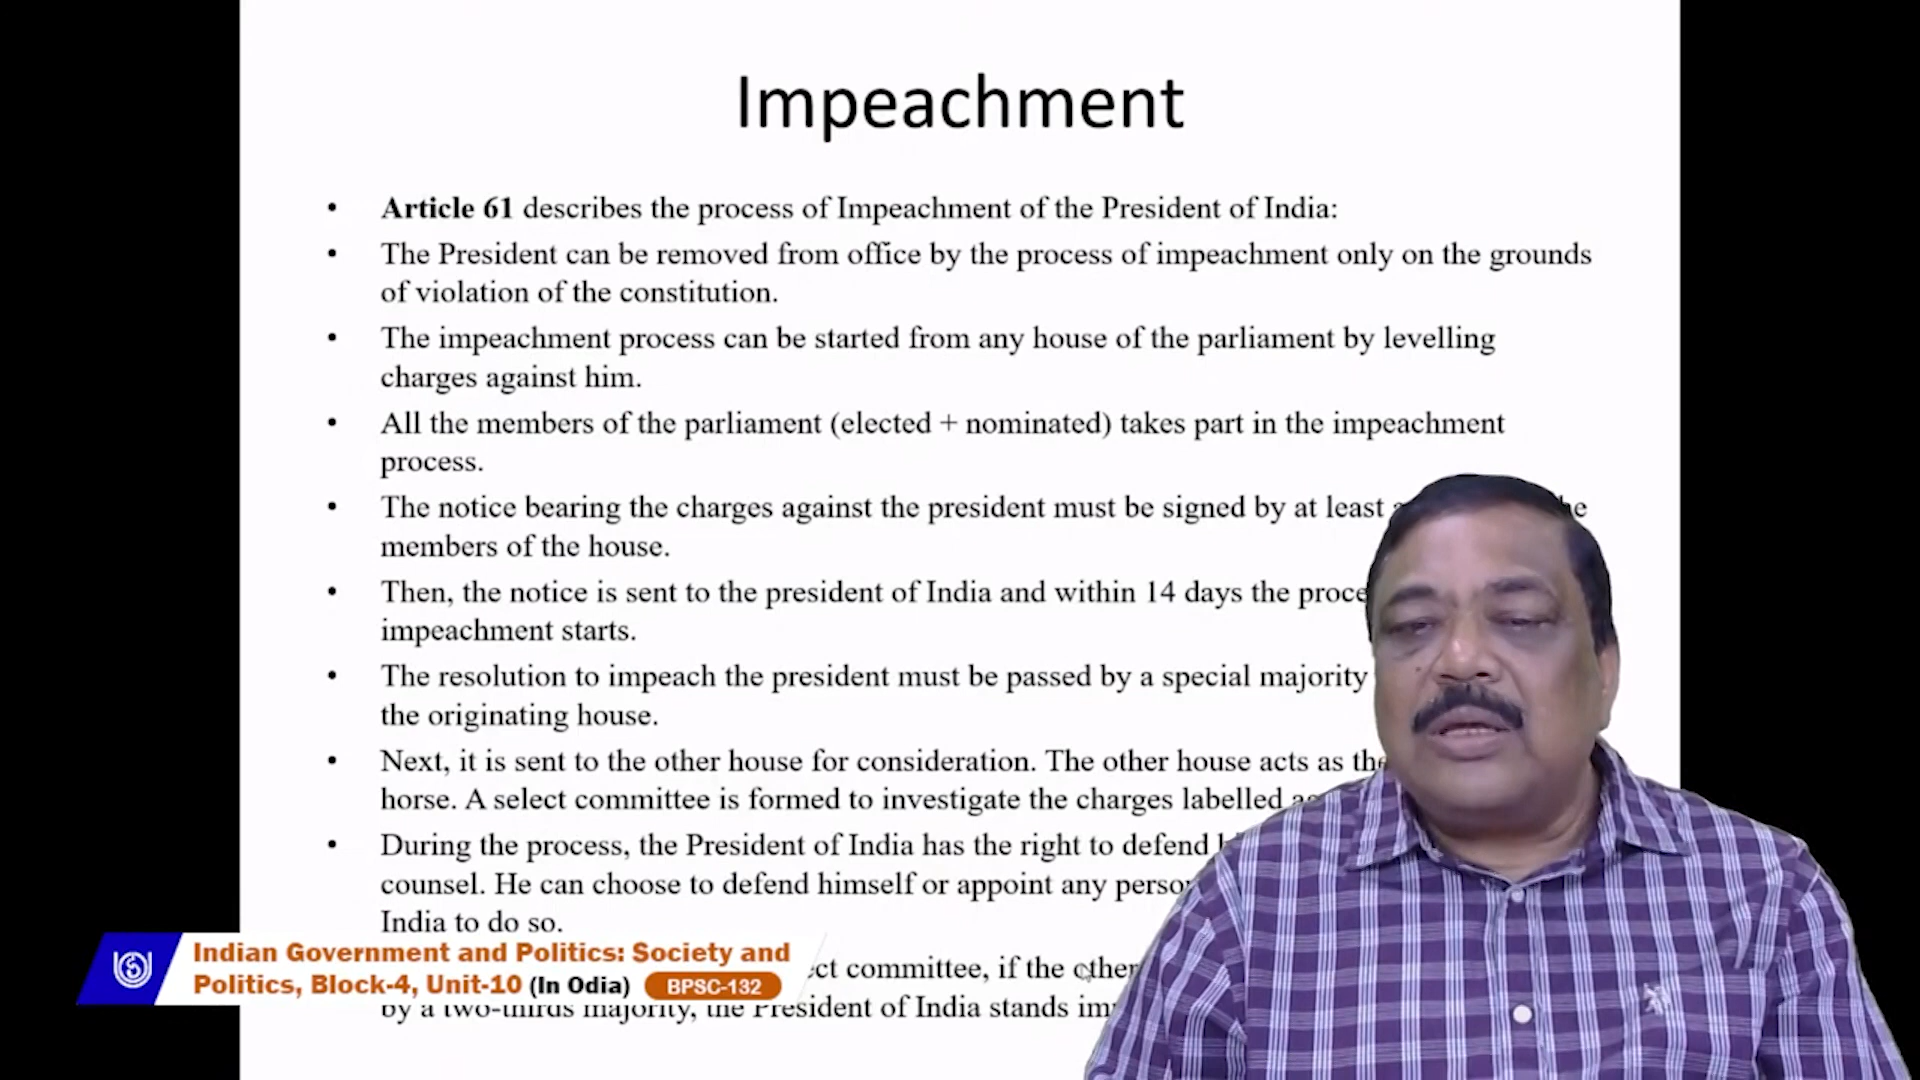 Impeachment
• Article 61 describes the process of Impeachment of the President of India:
• The President can be removed from office by the process of impeachment only on the grounds
of violation of the constitution.
• The impeachment process can be started from any house of the parliament by levelling
charges against him.
• All the members of the parliament (elected + nominated) takes part in the impeachment
process.
• The notice bearing the charges against the president must be signed by at least
members of the house.
• Then, the notice is sent to the president of India and within 14 days the
impeachment starts.
• The resolution to impeach the president must be passed by a special majority
the originating house.
• Next, it is sent to the other house for consideration. The other house acts as
horse. A select committee is formed to investigate the charges labelled
• During the process, the President of India has the right to defend
counsel. He can choose to defend himself or appoint any
India to do so.
committee, if the other
by a two-thirds majority, the President of India stands
Indian Government and Politics: Society and
Politics, Block-4, Unit-10 (In Odia) BPSC-132